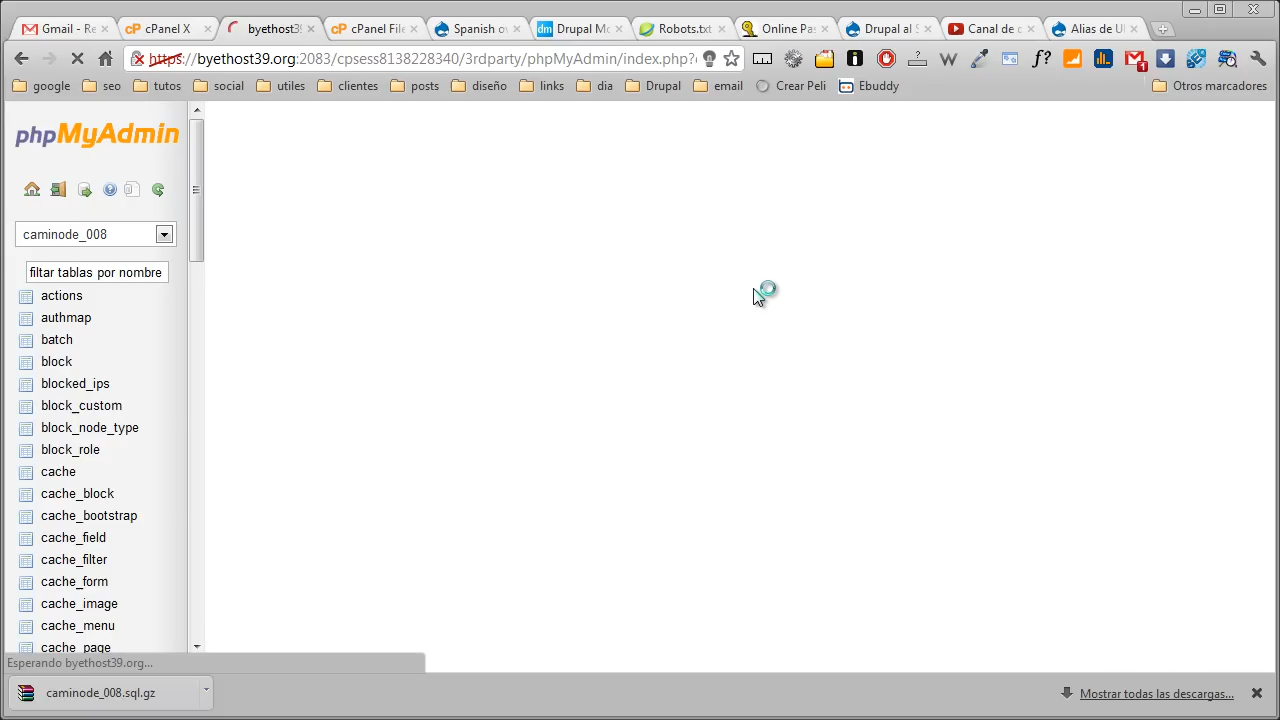 Gmail - Re
cPanel X
byethost3
cPanel File
Spanish ov
Drupal Mo
Robots.txt
Online Pas
Drupal al S
Canal de d
Alias de U
https://byethost39.org:2083/cpsess8138228340/3rdparty/phpMyAdmin/index.php?
google
seo
tutos
social
utiles
clientes
posts
diseño
links
dia
Drupal
email
Crear Peli
Ebuddy
Otros marcadores
phpMyAdmin
caminode_008
filtar tablas por nombre
actions
authmap
batch
block
blocked_ips
block_custom
block_node_type
block_role
cache
cache_block
cache_bootstrap
cache_field
cache_filter
cache_form
cache_image
cache_menu
cache_page
Esperando byethost39.org...
caminode_008.sql.gz
Mostrar todas las descargas...